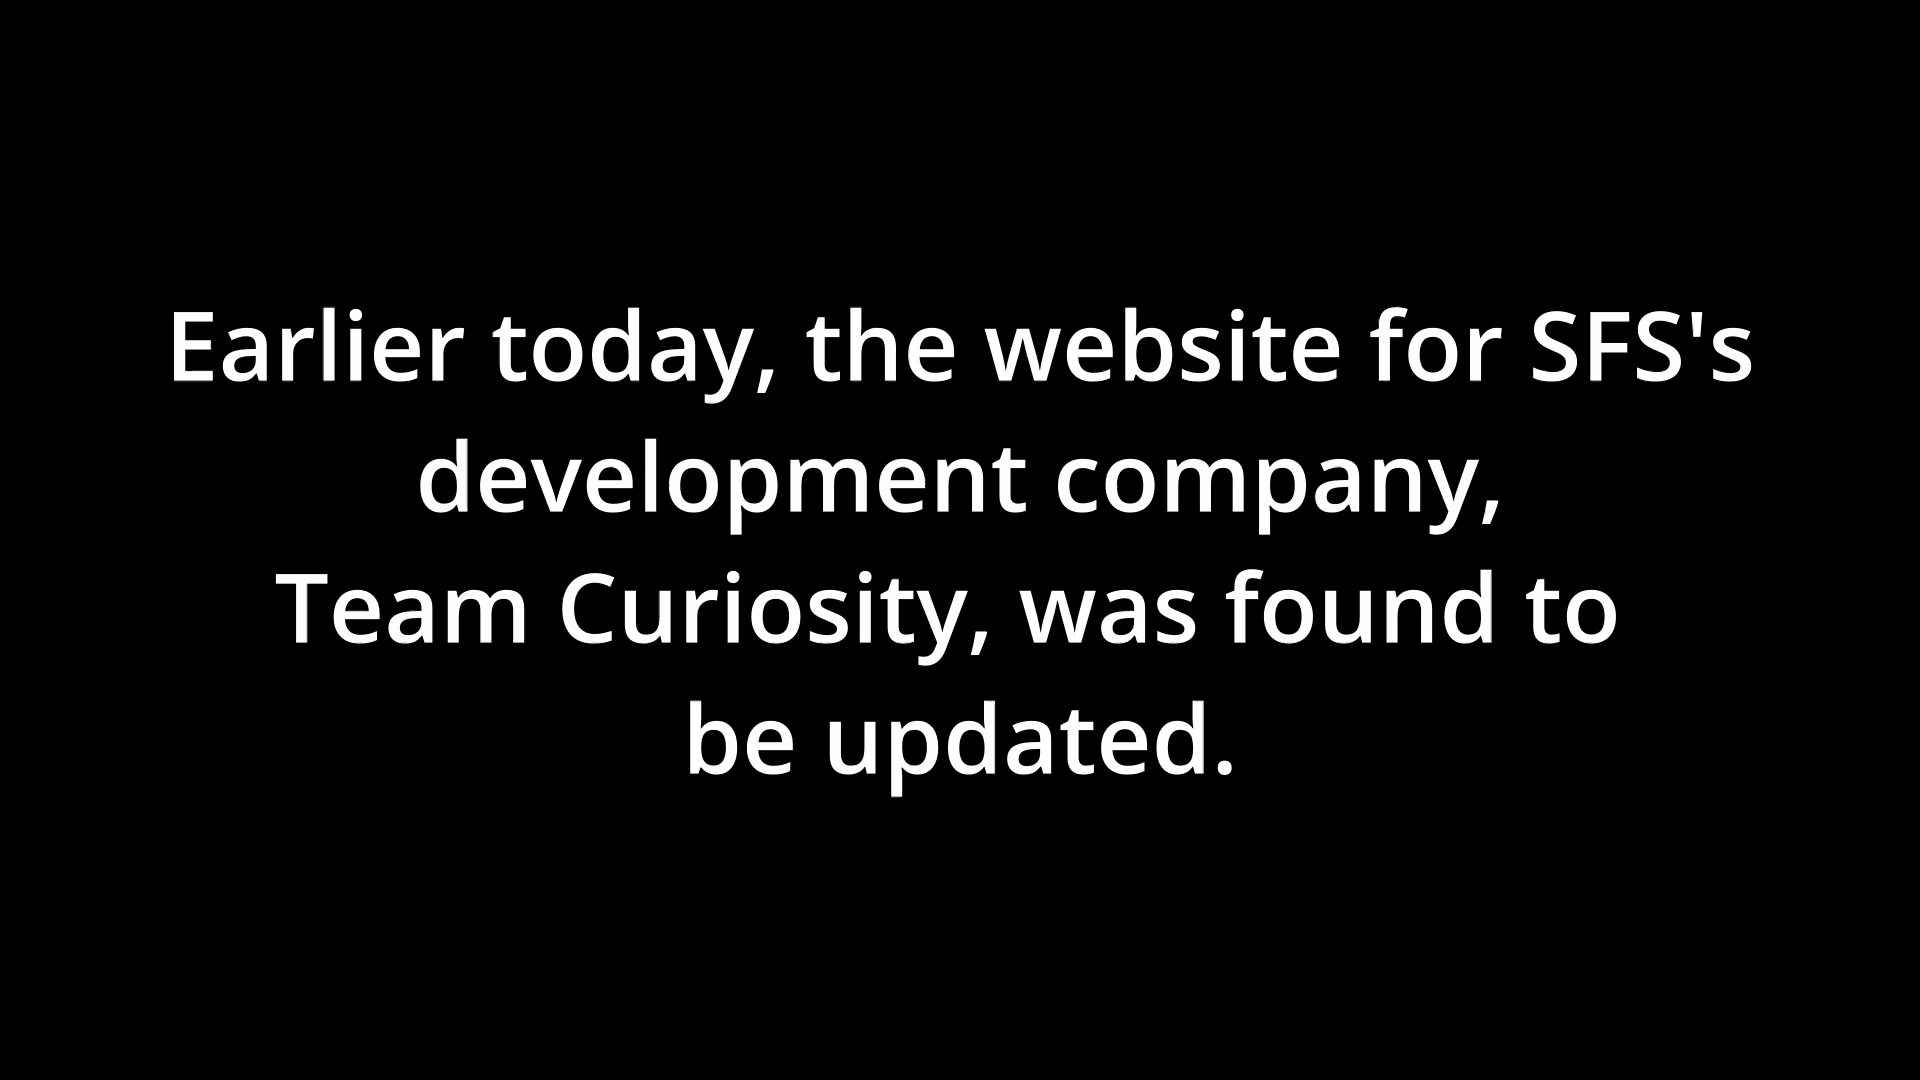 Earlier today, the website for SFS's
development company,
Team Curiosity, was found to
be updated.